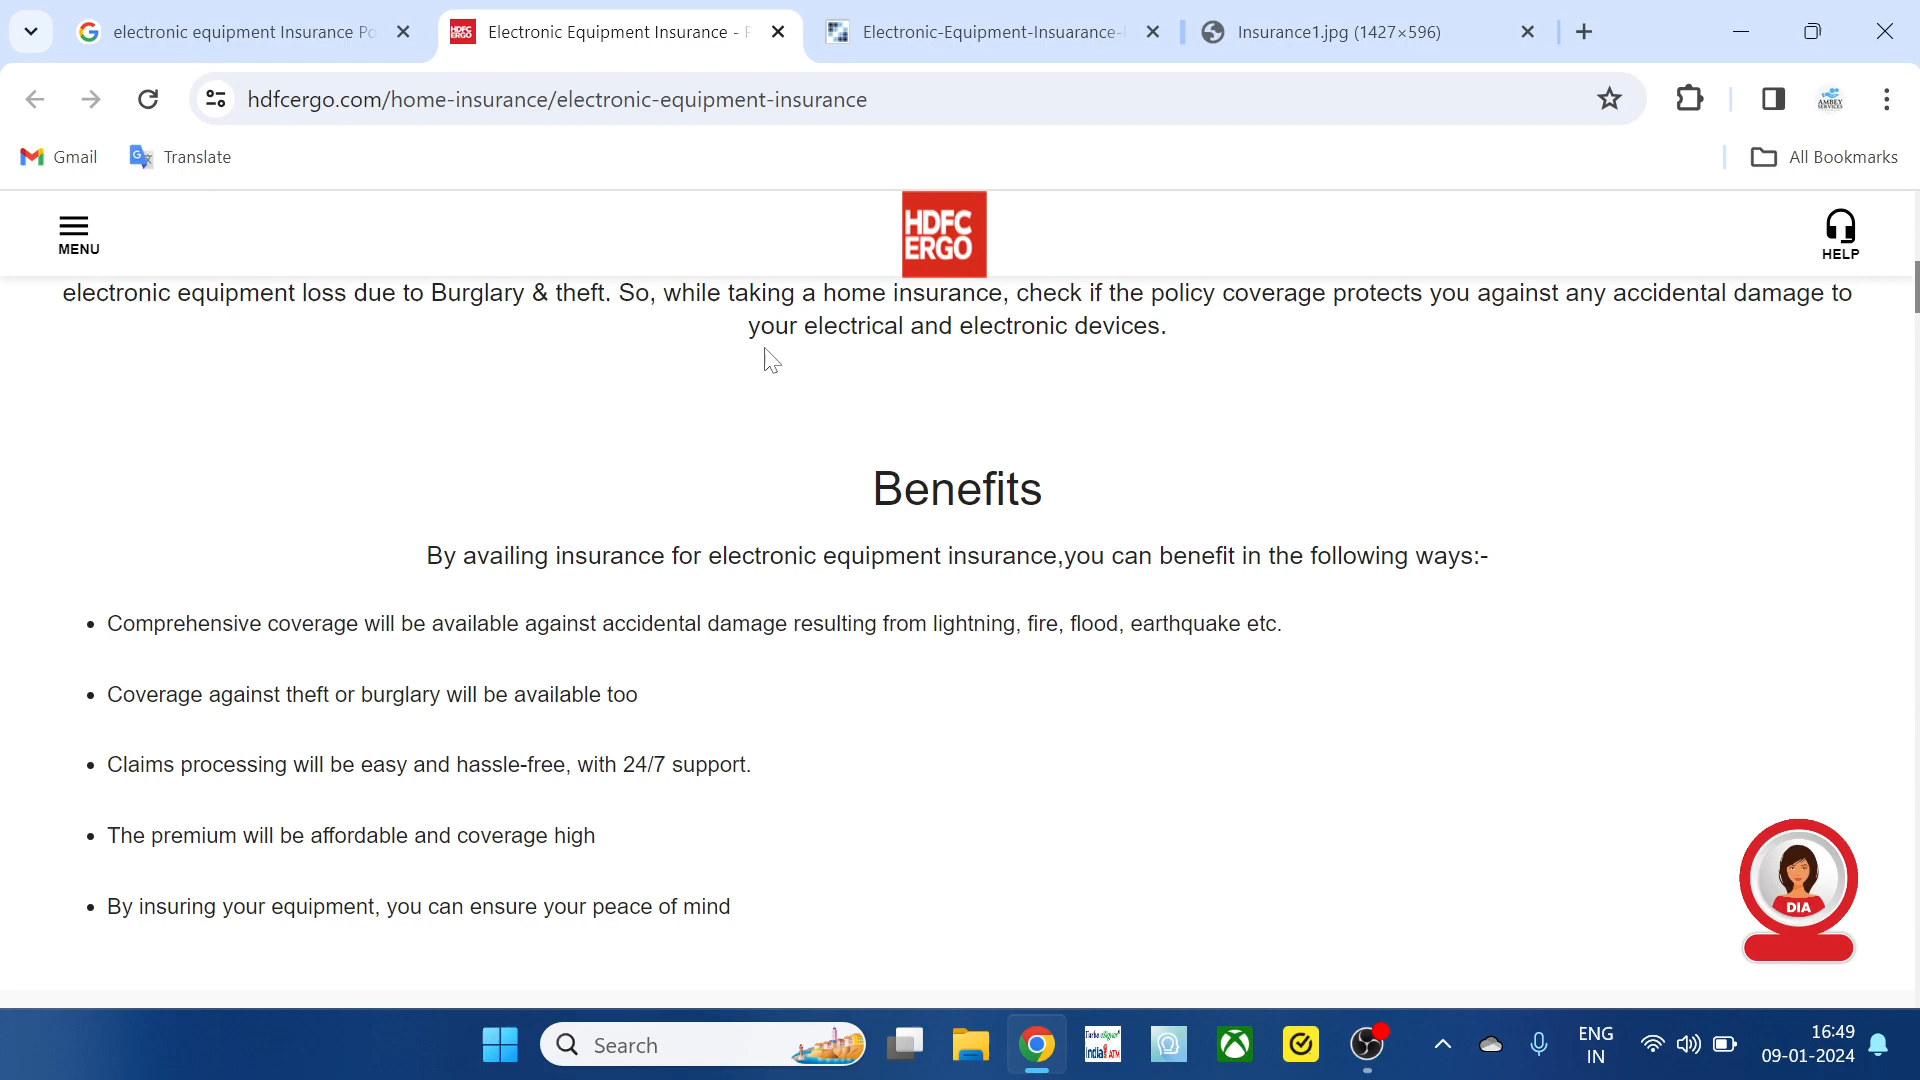 electronic equipment Insurance Po
Electronic Equipment Insurance -
Electronic-Equipment-Insuarance-
Insurance1.jpg (1427×596)
hdfcergo.com/home-insurance/electronic-equipment-insurance
AMBEY
SERVICES
Gmail
Translate
All Bookmarks
MENU
HDFC
ERGO
HELP
electronic equipment loss due to Burglary & theft. So, while taking a home insurance, check if the policy coverage protects you against any accidental damage to
your electrical and electronic devices.
Benefits
By availing insurance for electronic equipment insurance,you can benefit in the following ways:-
• Comprehensive coverage will be available against accidental damage resulting from lightning, fire, flood, earthquake etc.
• Coverage against theft or burglary will be available too
• Claims processing will be easy and hassle-free, with 24/7 support.
• The premium will be affordable and coverage high
• By insuring your equipment, you can ensure your peace of mind
DIA
Search
ENG
IN
16:49
09-01-2024